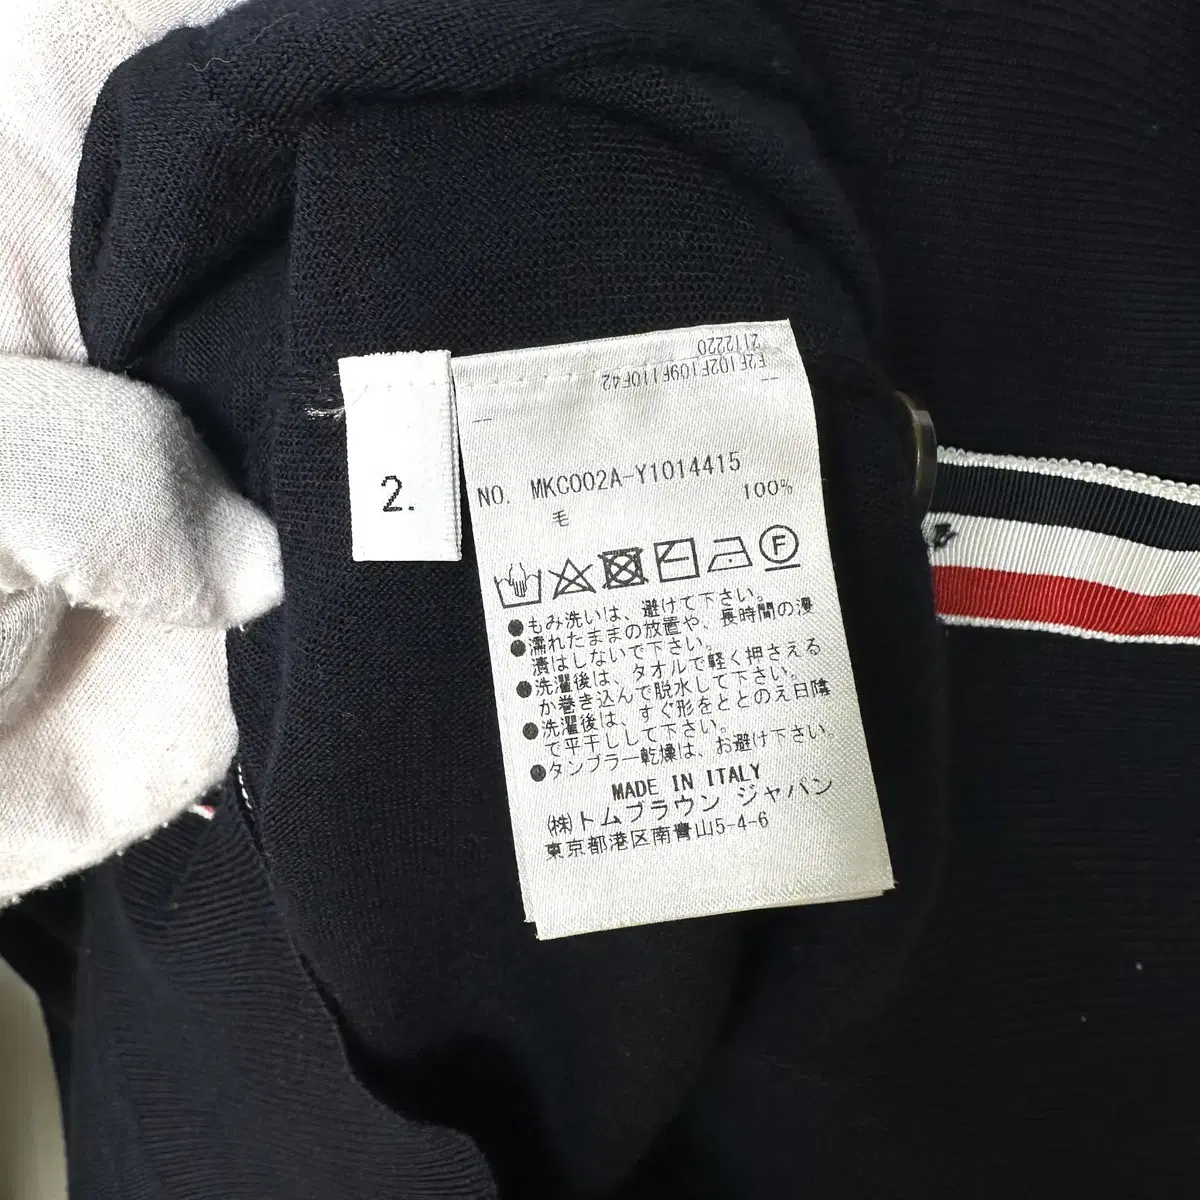 2.
2112220
F2F102F109F110F42
NO. MKC002A-Y1014415
100%
毛
F
●もみ洗いは、避けて下さい。
●濡れたままの放置や、長時間の浸
漬はしないで下さい。
●洗濯後は、タオルで軽く押さえる
か巻き込んで脱水して下さい。
●洗濯後は、すぐ形をととのえ日陰
で平干しして下さい。
●タンブラー乾燥は、お避け下さい。
MADE IN ITALY
(株)トムブラウン ジャパン
東京都港区南青山5-4-6